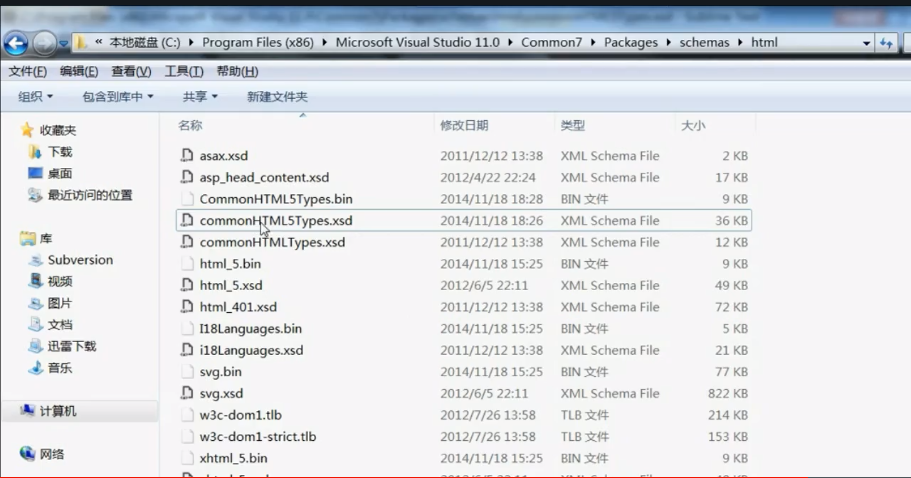 « 本地磁盘 (C:) Program Files (x86) Microsoft Visual Studio 11.0 Common7 Packages schemas html
文件(F) 编辑(E) 查看(V) 工具(T) 帮助(H)
组织 包含到库中 共享 新建文件夹
收藏夹
下载
桌面
最近访问的位置
库
Subversion
视频
图片
文档
迅雷下载
音乐
计算机
网络
名称 修改日期 类型 大小
asax.xsd 2011/12/12 13:38 XML Schema File 2 KB
asp_head_content.xsd 2012/4/22 22:24 XML Schema File 17 KB
CommonHTML5Types.bin 2014/11/18 18:28 BIN 文件 9 KB
commonHTML5Types.xsd 2014/11/18 18:26 XML Schema File 36 KB
commonHTMLTypes.xsd 2011/12/12 13:38 XML Schema File 12 KB
html_5.bin 2014/11/18 15:25 BIN 文件 9 KB
html_5.xsd 2012/6/5 22:11 XML Schema File 49 KB
html_401.xsd 2011/12/12 13:38 XML Schema File 72 KB
I18Languages.bin 2014/11/18 15:25 BIN 文件 5 KB
i18Languages.xsd 2011/12/12 13:38 XML Schema File 21 KB
svg.bin 2014/11/18 15:25 BIN 文件 77 KB
svg.xsd 2012/6/5 22:11 XML Schema File 822 KB
w3c-dom1.tlb 2012/7/26 13:58 TLB 文件 214 KB
w3c-dom1-strict.tlb 2012/7/26 13:58 TLB 文件 153 KB
xhtml_5.bin 2014/11/18 15:25 BIN 文件 9 KB